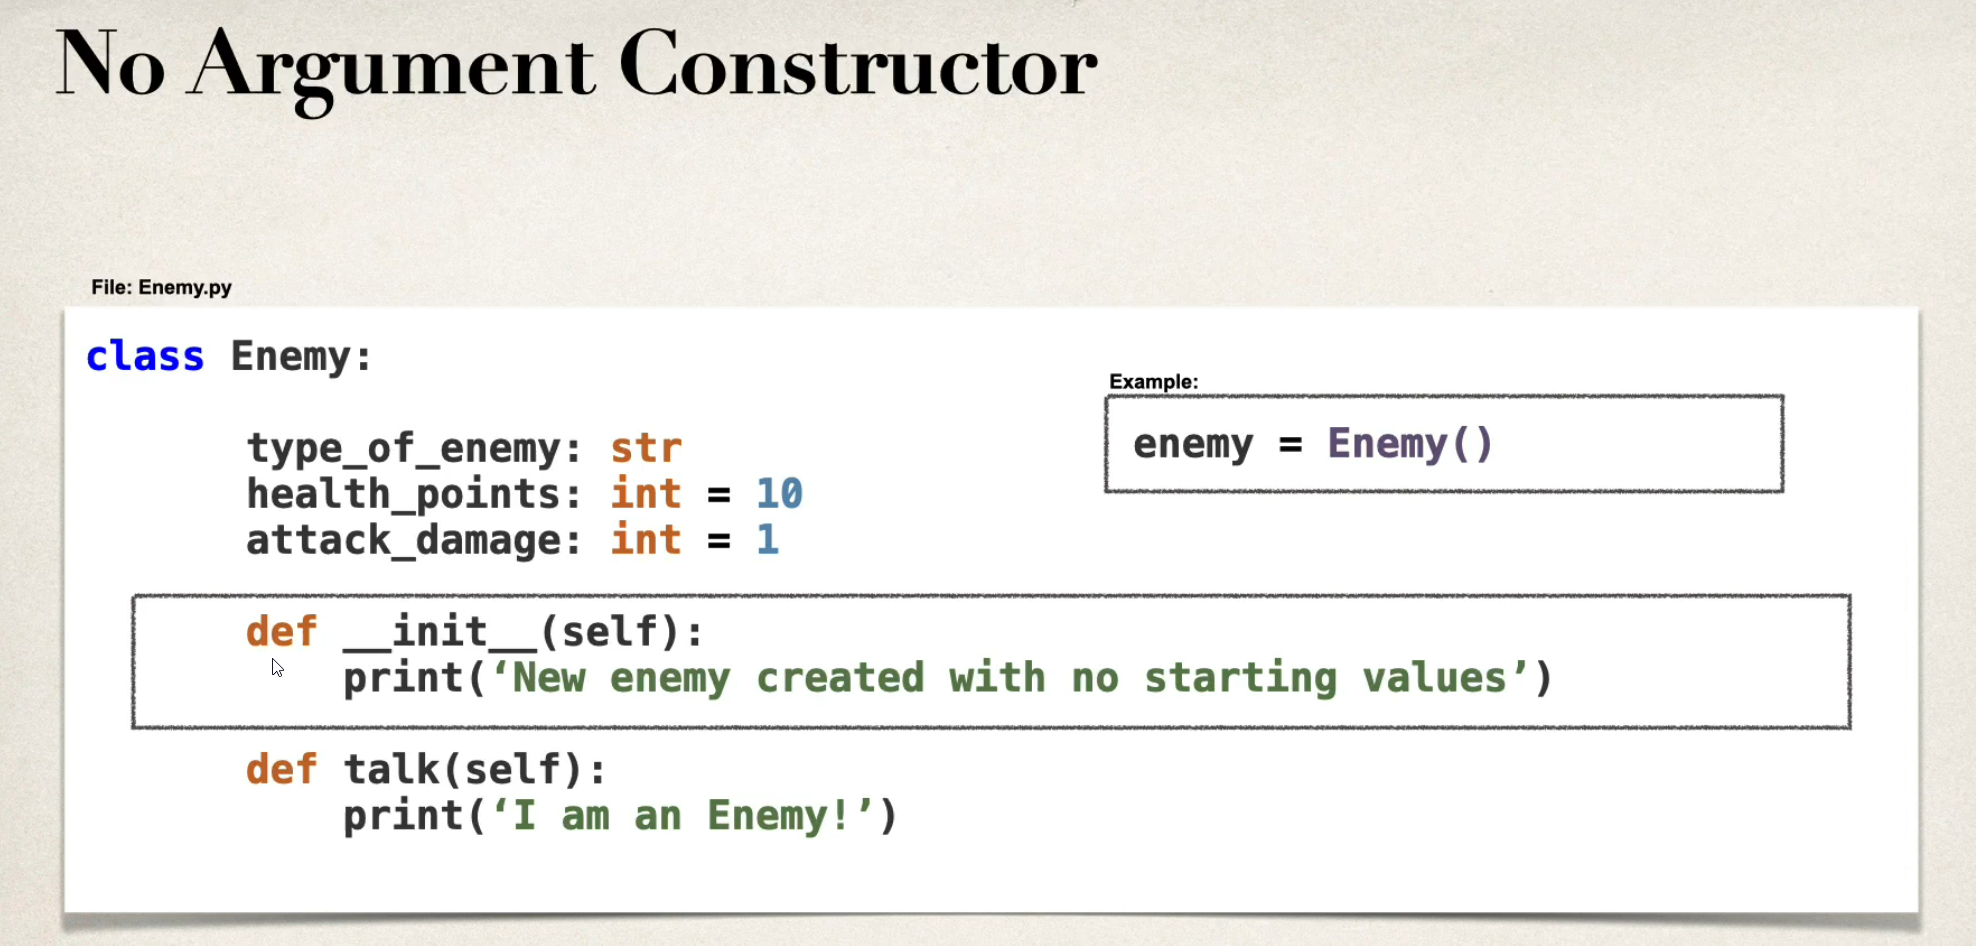 No Argument Constructor
File: Enemy.py
class Enemy:
Example:
enemy = Enemy()
type_of_enemy: str
health_points: int = 10
attack_damage: int = 1
def __init__(self):
print(‘New enemy created with no starting values’)
def talk(self):
print(‘I am an Enemy!’)